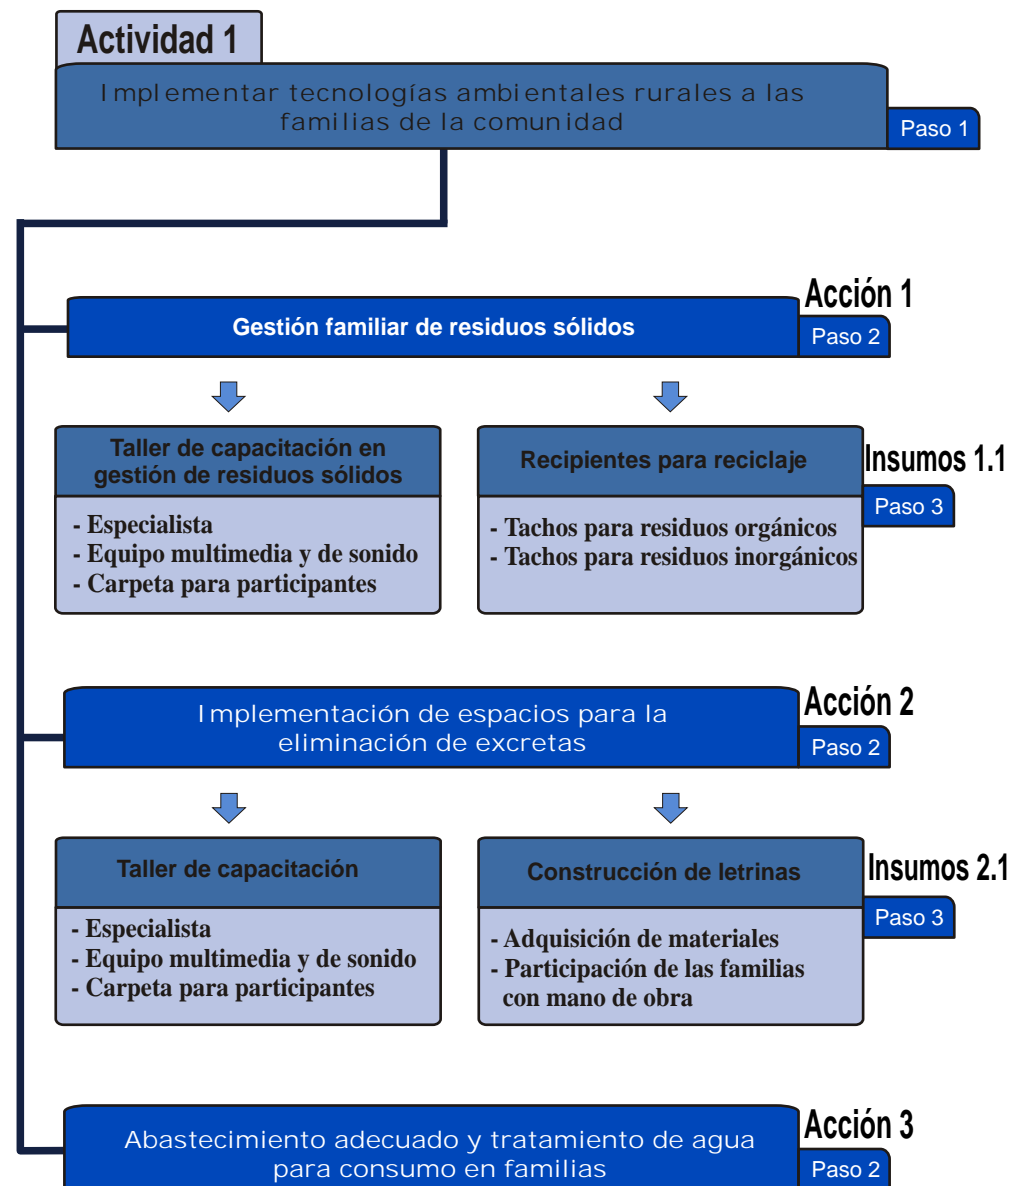 Actividad 1
Implementar tecnologías ambientales rurales a las
familias de la comunidad
Paso 1
Acción 1
Gestión familiar de residuos sólidos
Paso 2
Taller de capacitación en
gestión de residuos sólidos
- Especialista
- Equipo multimedia y de sonido
- Carpeta para participantes
Recipientes para reciclaje
- Tachos para residuos orgánicos
- Tachos para residuos inorgánicos
Insumos 1.1
Paso 3
Acción 2
Implementación de espacios para la
eliminación de excretas
Paso 2
Taller de capacitación
- Especialista
- Equipo multimedia y de sonido
- Carpeta para participantes
Construcción de letrinas
- Adquisición de materiales
- Participación de las familias
con mano de obra
Insumos 2.1
Paso 3
Acción 3
Abastecimiento adecuado y tratamiento de agua
para consumo en familias
Paso 2